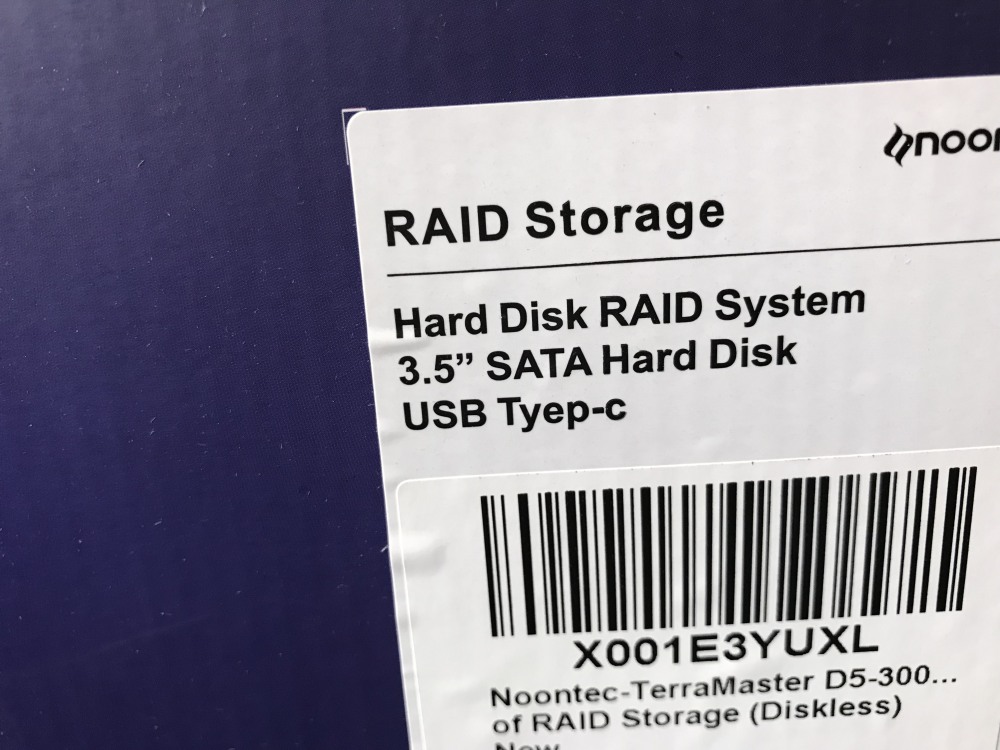 noon
RAID Storage
Hard Disk RAID System
3.5” SATA Hard Disk
USB Tyep-c
X001E3YUXL
Noontec-TerraMaster D5-300...
of RAID Storage (Diskless)
New